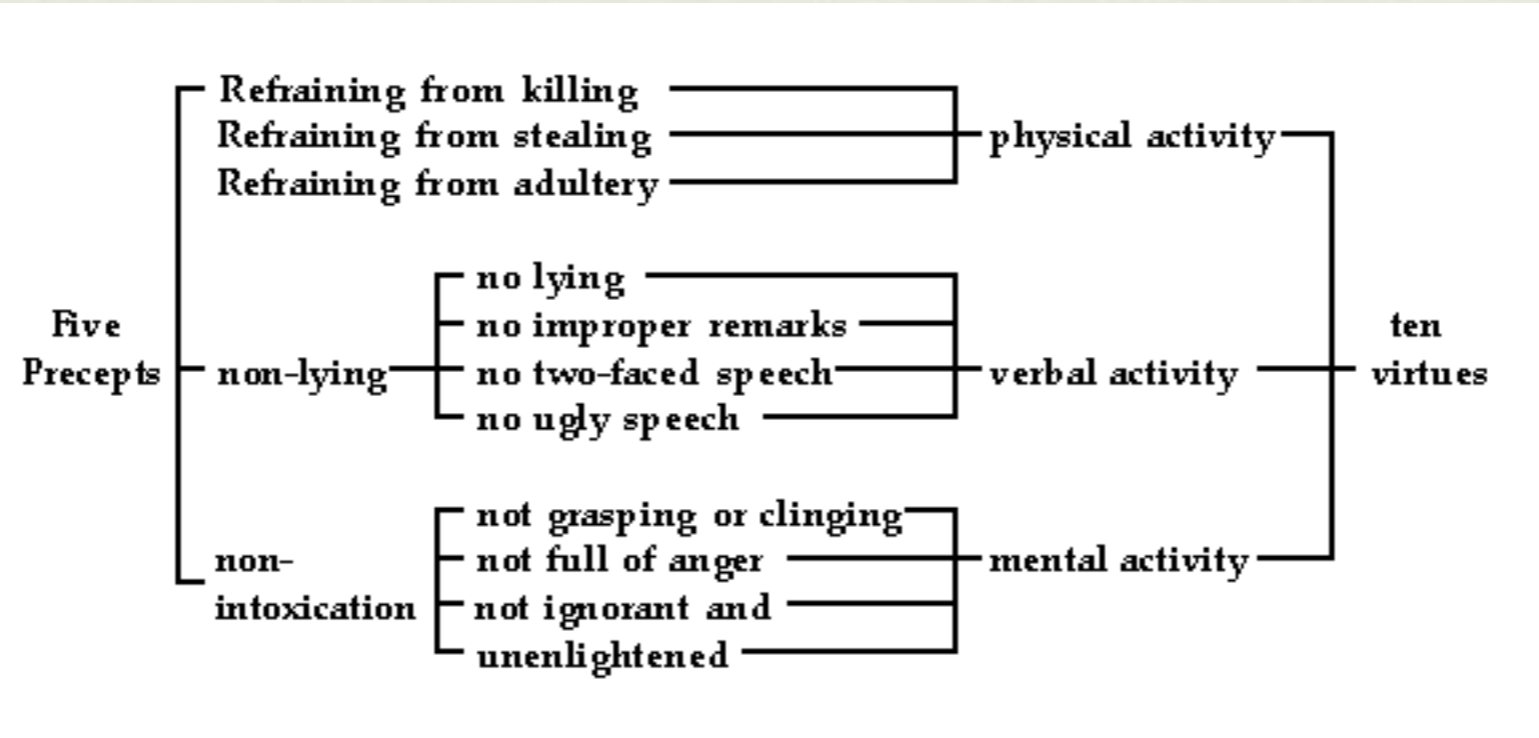 Refraining from killing
Refraining from stealing
Refraining from adultery
physical activity
Five
Precepts
non-lying
no lying
no improper remarks
no two-faced speech
no ugly speech
verbal activity
ten
virtues
non-
intoxication
not grasping or clinging
not full of anger
not ignorant and
unenlightened
mental activity